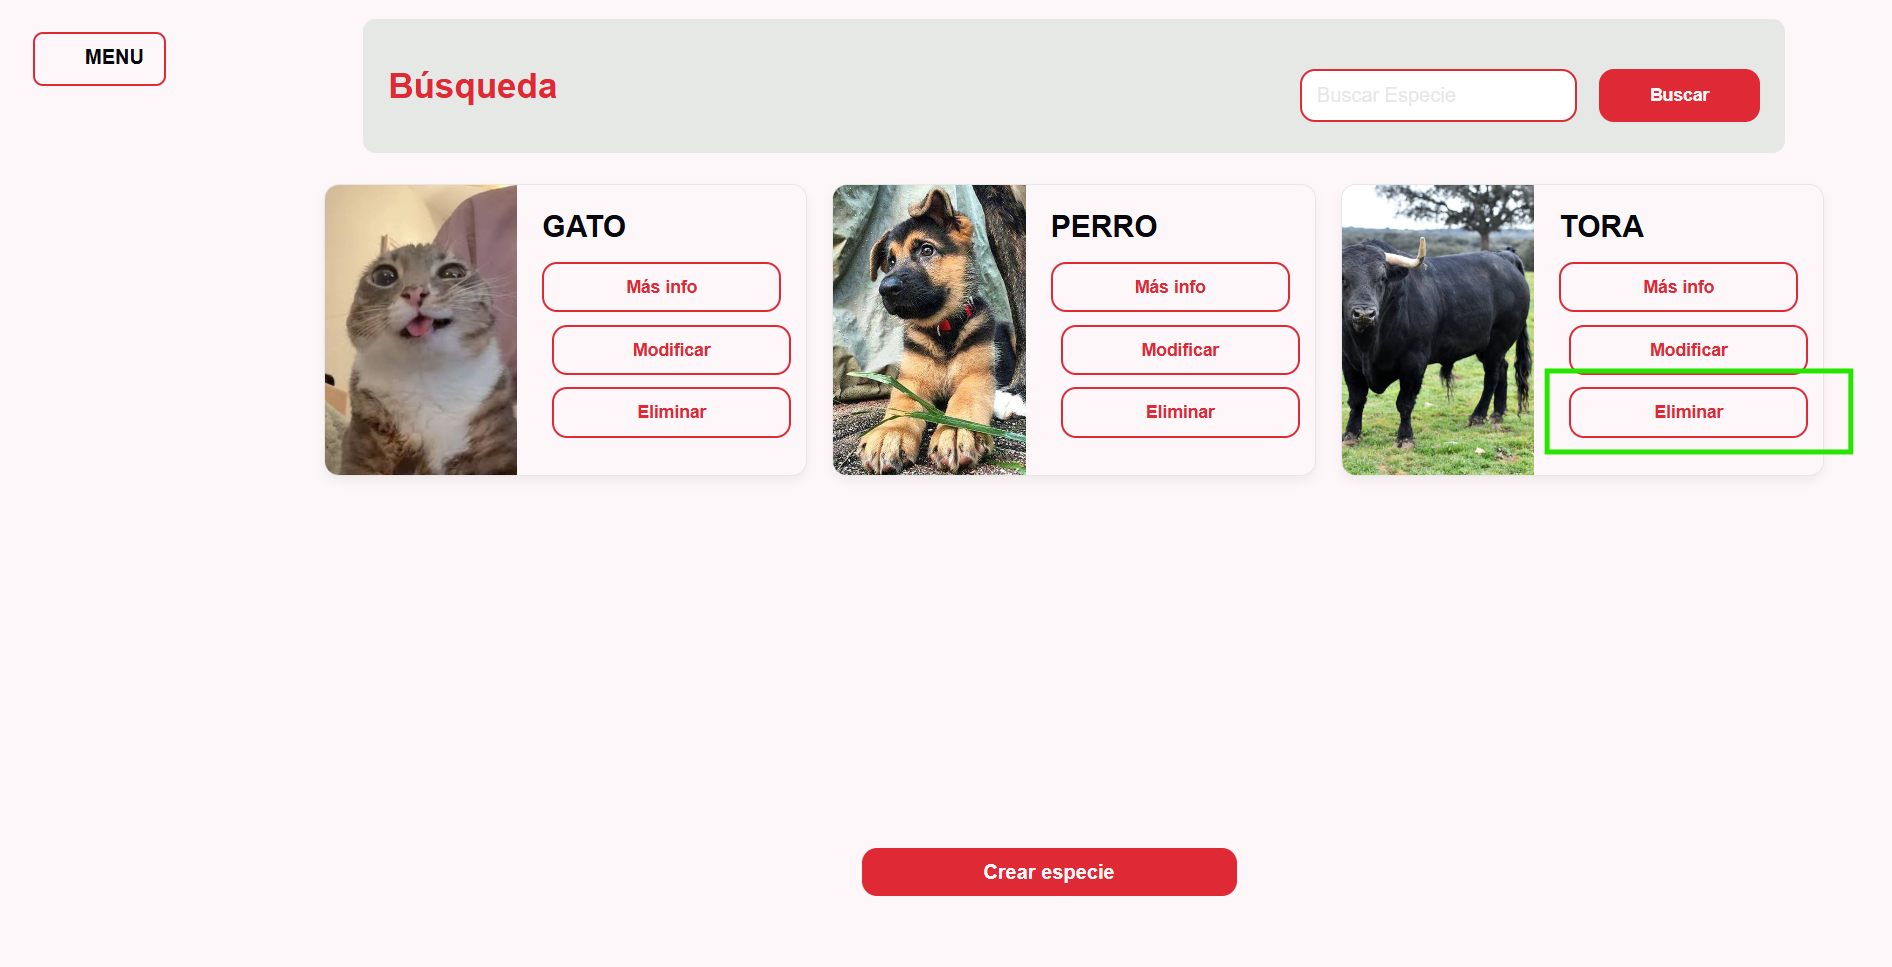 MENU
Búsqueda
Buscar Especie
Buscar
GATO
Más info
Modificar
Eliminar
PERRO
Más info
Modificar
Eliminar
TORA
Más info
Modificar
Eliminar
Crear especie